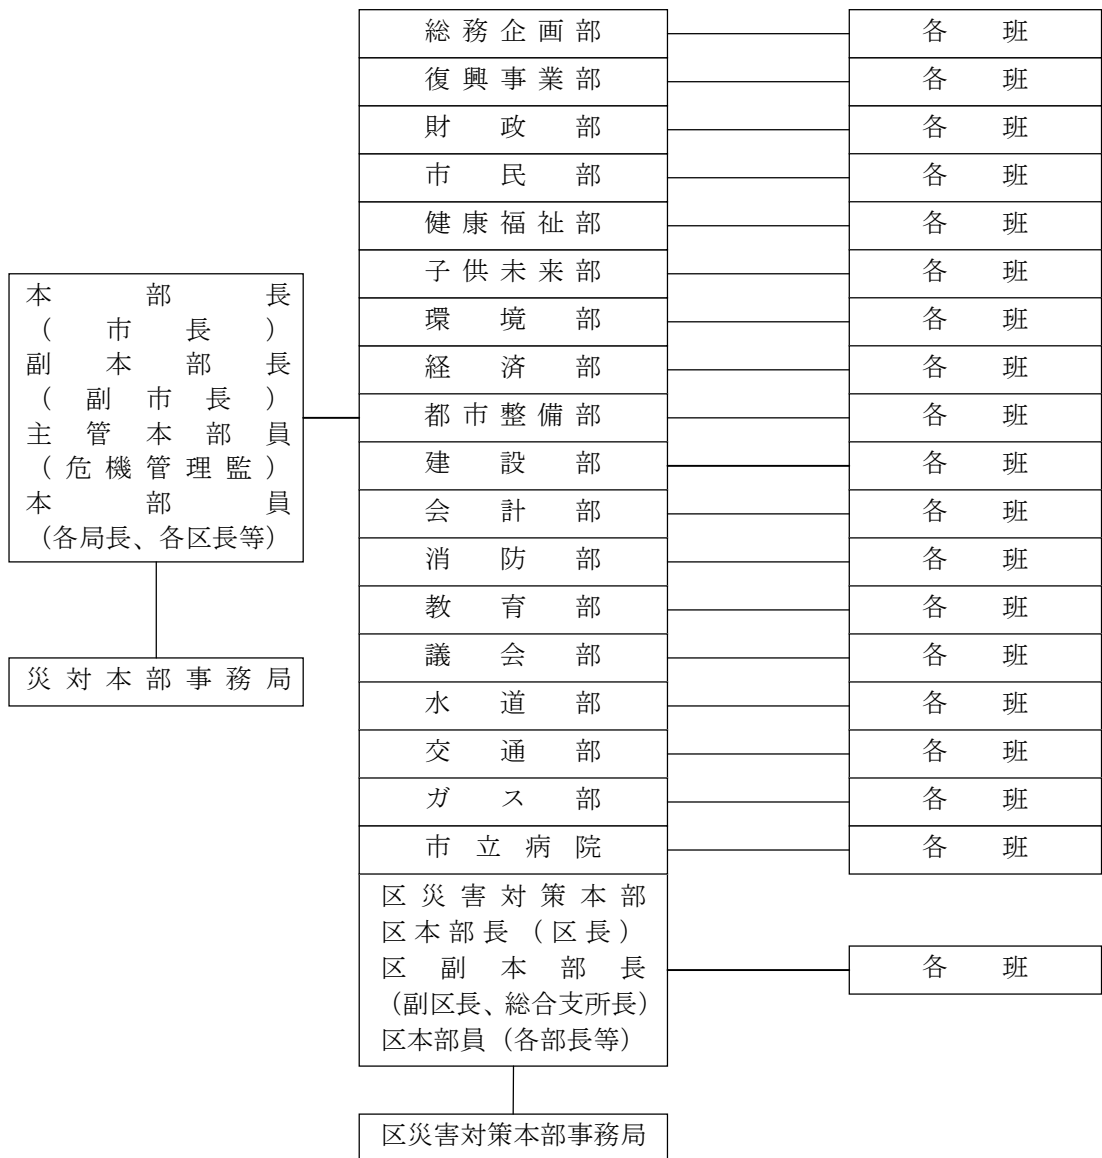 本部長
（市長）
副本部長
（副市長）
主管本部員
（危機管理監）
本部員
（各局長、各区長等）
災対本部事務局
総務企画部
各班
復興事業部
各班
財政部
各班
市民部
各班
健康福祉部
各班
子供未来部
各班
環境部
各班
経済部
各班
都市整備部
各班
建設部
各班
会計部
各班
消防部
各班
教育部
各班
議会部
各班
水道部
各班
交通部
各班
ガス部
各班
市立病院
各班
区災害対策本部
区本部長（区長）
区副本部長
（副区長、総合支所長）
区本部員（各部長等）
各班
区災害対策本部事務局